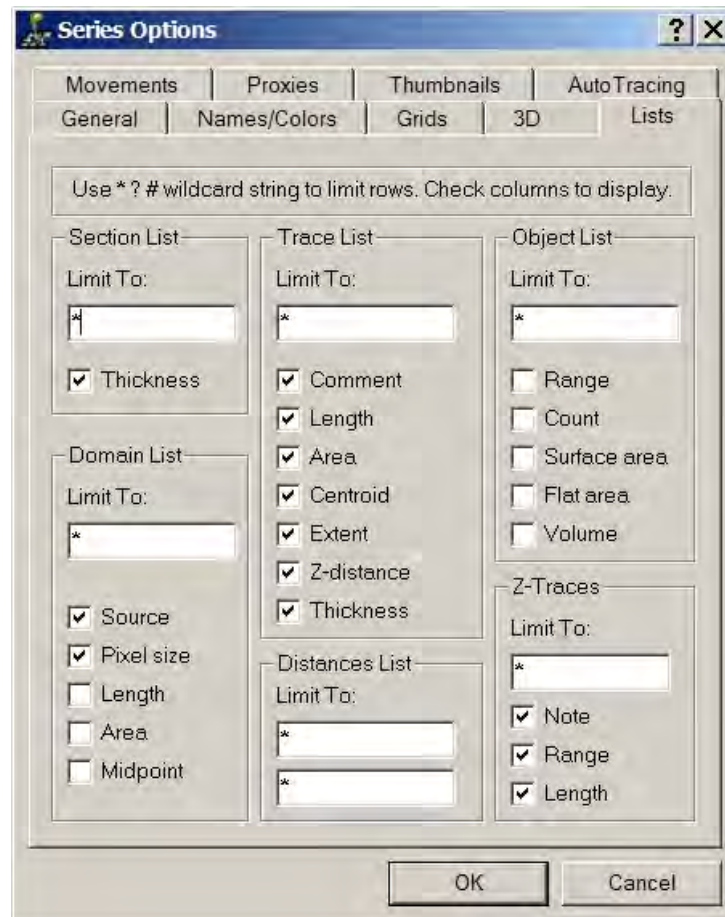 Series Options
? X
Movements Proxies Thumbnails AutoTracing
General Names/Colors Grids 3D Lists
Use * ? # wildcard string to limit rows. Check columns to display.
Section List
Limit To:
*
Thickness
Domain List
Limit To:
*
Source
Pixel size
Length
Area
Midpoint
Trace List
Limit To:
*
Comment
Length
Area
Centroid
Extent
Z-distance
Thickness
Distances List
Limit To:
*
*
Object List
Limit To:
*
Range
Count
Surface area
Flat area
Volume
Z-Traces
Limit To:
*
Note
Range
Length
OK Cancel